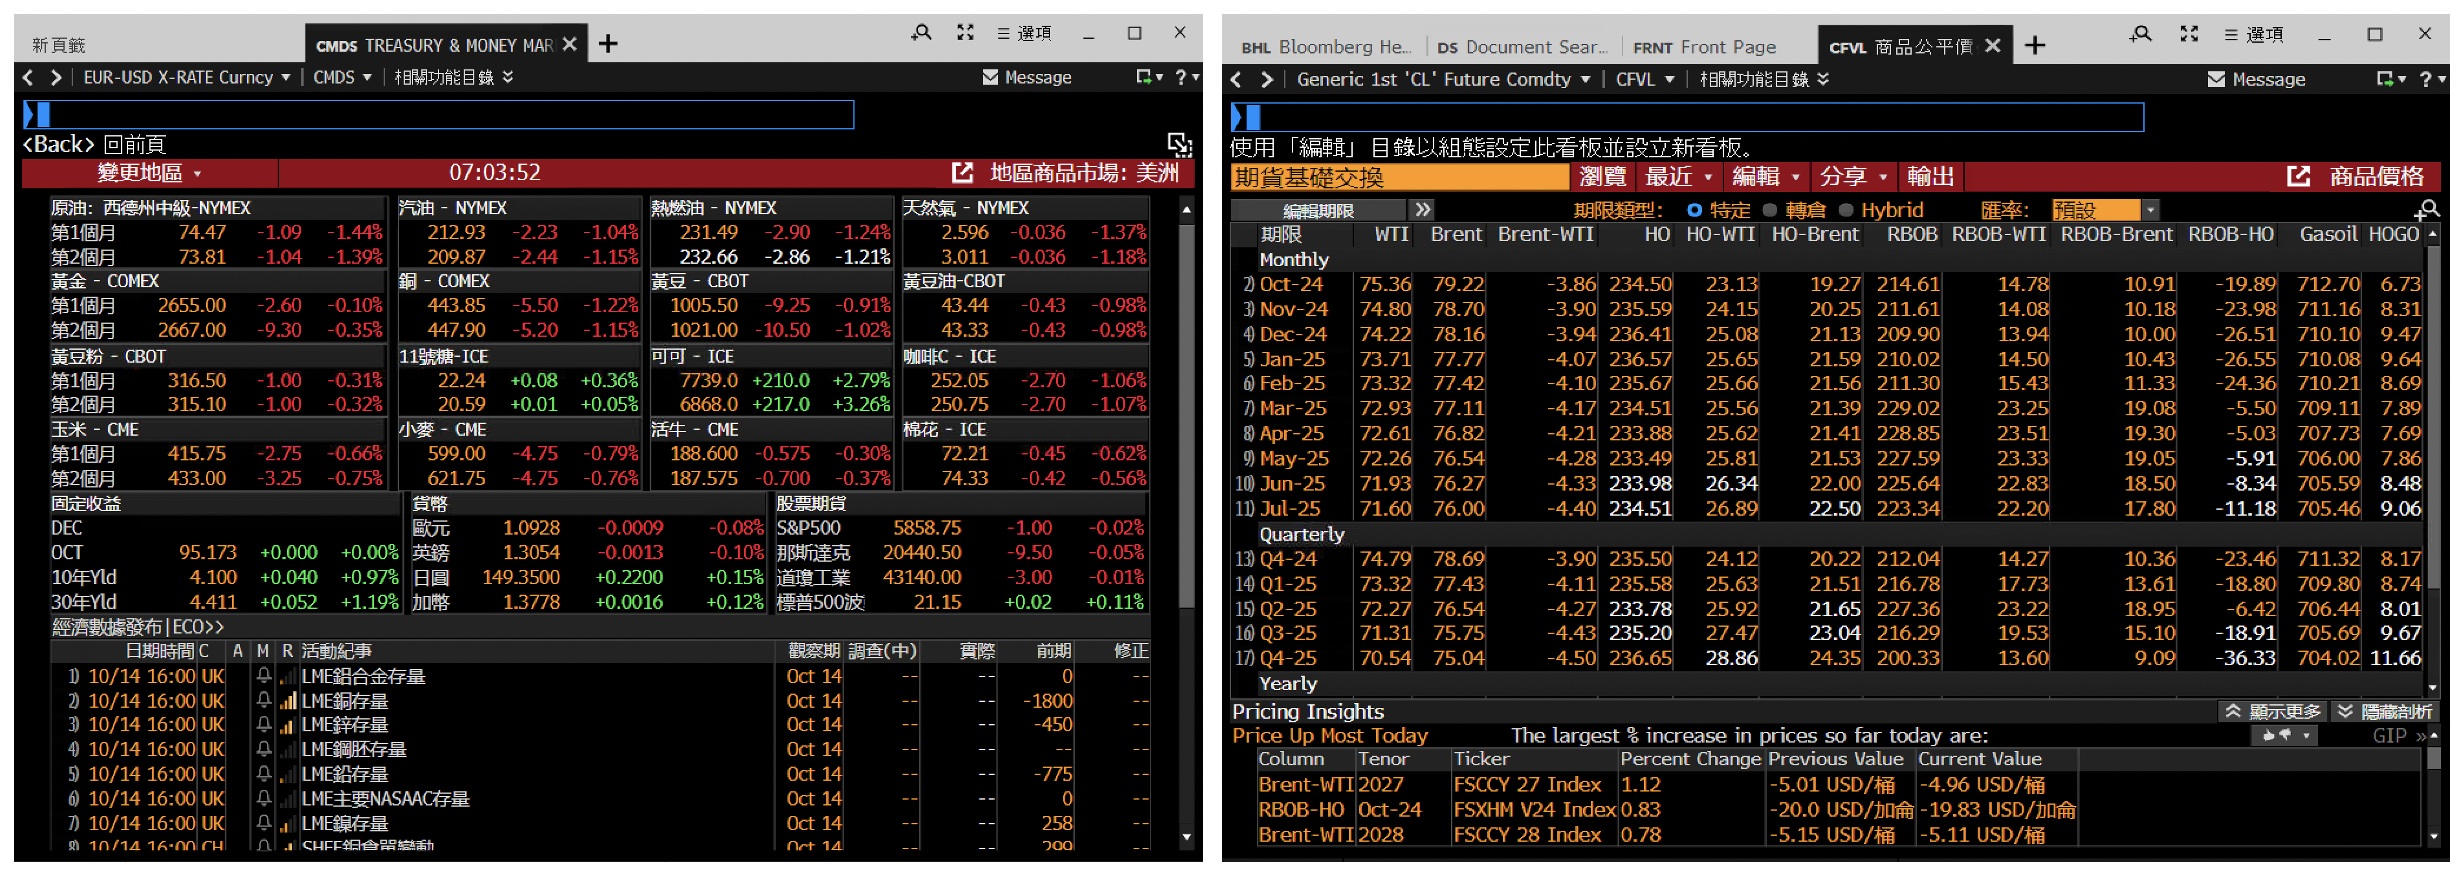 新頁籤 CMDS TREASURY & MONEY MAR 選項
EUR-USD X-RATE Curncy CMDS 相關功能目錄 Message ?
<Back> 回前頁
變更地區 07:03:52 地區商品市場: 美洲
原油: 西德州中級-NYMEX 汽油 - NYMEX 熱燃油 - NYMEX 天然氣 - NYMEX
第1個月 74.47 -1.09 -1.44% 212.93 -2.23 -1.04% 231.49 -2.90 -1.24% 2.596 -0.036 -1.37%
第2個月 73.81 -1.04 -1.39% 209.87 -2.44 -1.15% 232.66 -2.86 -1.21% 3.011 -0.036 -1.18%
黃金 - COMEX 銅 - COMEX 黃豆 - CBOT 黃豆油-CBOT
第1個月 2655.00 -2.60 -0.10% 443.85 -5.50 -1.22% 1005.50 -9.25 -0.91% 43.44 -0.43 -0.98%
第2個月 2667.00 -9.30 -0.35% 447.90 -5.20 -1.15% 1021.00 -10.50 -1.02% 43.33 -0.43 -0.98%
黃豆粉 - CBOT 11號糖-ICE 可可 - ICE 咖啡C - ICE
第1個月 316.50 -1.00 -0.31% 22.24 +0.08 +0.36% 7739.0 +210.0 +2.79% 252.05 -2.70 -1.06%
第2個月 315.10 -1.00 -0.32% 20.59 +0.01 +0.05% 6868.0 +217.0 +3.26% 250.75 -2.70 -1.07%
玉米 - CME 小麥 - CME 活牛 - CME 棉花 - ICE
第1個月 415.75 -2.75 -0.66% 599.00 -4.75 -0.79% 188.600 -0.575 -0.30% 72.21 -0.45 -0.62%
第2個月 433.00 -3.25 -0.75% 621.75 -4.75 -0.76% 187.575 -0.700 -0.37% 74.33 -0.42 -0.56%
固定收益 貨幣 股票期貨
DEC 歐元 1.0928 -0.0009 -0.08% S&P500 5858.75 -1.00 -0.02%
OCT 95.173 +0.000 +0.00% 英鎊 1.3054 -0.0013 -0.10% 那斯達克 20440.50 -9.50 -0.05%
10年Yld 4.100 +0.040 +0.97% 日圓 149.3500 +0.2200 +0.15% 道瓊工業 43140.00 -3.00 -0.01%
30年Yld 4.411 +0.052 +1.19% 加幣 1.3778 +0.0016 +0.12% 標普500波 21.15 +0.02 +0.11%
經濟數據發布|ECO>>
日期時間 C A M R 活動紀事 觀察期 調查(中) 實際 前期 修正
1) 10/14 16:00 UK LME鋁合金存量 Oct 14 -- -- 0 --
2) 10/14 16:00 UK LME銅存量 Oct 14 -- -- -1800 --
3) 10/14 16:00 UK LME鋅存量 Oct 14 -- -- -450 --
4) 10/14 16:00 UK LME鋼胚存量 Oct 14 -- -- -- --
5) 10/14 16:00 UK LME鉛存量 Oct 14 -- -- -775 --
6) 10/14 16:00 UK LME主要NASAAC存量 Oct 14 -- -- 0 --
7) 10/14 16:00 UK LME鎳存量 Oct 14 -- -- 258 --
8) 10/14 16:00 CH SHFE銅倉單變動 Oct 14 -- -- 299 --
BHL Bloomberg He... DS Document Sear... FRNT Front Page CFVL 商品公平價 選項
Generic 1st 'CL' Future Comdty CFVL 相關功能目錄 Message ?
使用「編輯」目錄以組態設定此看板並設立新看板。
期貨基礎交換 瀏覽 最近 編輯 分享 輸出 商品價格
編輯期限 期限類型: 特定 轉倉 Hybrid 匯率: 預設
期限 WTI Brent Brent-WTI HO HO-WTI HO-Brent RBOB RBOB-WTI RBOB-Brent RBOB-HO Gasoil HOGO
Monthly
2) Oct-24 75.36 79.22 -3.86 234.50 23.13 19.27 214.61 14.78 10.91 -19.89 712.70 6.73
3) Nov-24 74.80 78.70 -3.90 235.59 24.15 20.25 211.61 14.08 10.18 -23.98 711.16 8.31
4) Dec-24 74.22 78.16 -3.94 236.41 25.08 21.13 209.90 13.94 10.00 -26.51 710.10 9.47
5) Jan-25 73.71 77.77 -4.07 236.57 25.65 21.59 210.02 14.50 10.43 -26.55 710.08 9.64
6) Feb-25 73.32 77.42 -4.10 235.67 25.66 21.56 211.30 15.43 11.33 -24.36 710.21 8.69
7) Mar-25 72.93 77.11 -4.17 234.51 25.56 21.39 229.02 23.25 19.08 -5.50 709.11 7.89
8) Apr-25 72.61 76.82 -4.21 233.88 25.62 21.41 228.85 23.51 19.30 -5.03 707.73 7.69
9) May-25 72.26 76.54 -4.28 233.49 25.81 21.53 227.59 23.33 19.05 -5.91 706.00 7.86
10) Jun-25 71.93 76.27 -4.33 233.98 26.34 22.00 225.64 22.83 18.50 -8.34 705.59 8.48
11) Jul-25 71.60 76.00 -4.40 234.51 26.89 22.50 223.34 22.20 17.80 -11.18 705.46 9.06
Quarterly
13) Q4-24 74.79 78.69 -3.90 235.50 24.12 20.22 212.04 14.27 10.36 -23.46 711.32 8.17
14) Q1-25 73.32 77.43 -4.11 235.58 25.63 21.51 216.78 17.73 13.61 -18.80 709.80 8.74
15) Q2-25 72.27 76.54 -4.27 233.78 25.92 21.65 227.36 23.22 18.95 -6.42 706.44 8.01
16) Q3-25 71.31 75.75 -4.43 235.20 27.47 23.04 216.29 19.53 15.10 -18.91 705.69 9.67
17) Q4-25 70.54 75.04 -4.50 236.65 28.86 24.35 200.33 13.60 9.09 -36.33 704.02 11.66
Yearly
Pricing Insights 顯示更多 隱藏剖析
Price Up Most Today The largest % increase in prices so far today are: GIP »
Column Tenor Ticker Percent Change Previous Value Current Value
Brent-WTI 2027 FSCCY 27 Index 1.12 -5.01 USD/桶 -4.96 USD/桶
RBOB-HO Oct-24 FSXHM V24 Index 0.83 -20.0 USD/加侖 -19.83 USD/加侖
Brent-WTI 2028 FSCCY 28 Index 0.78 -5.15 USD/桶 -5.11 USD/桶